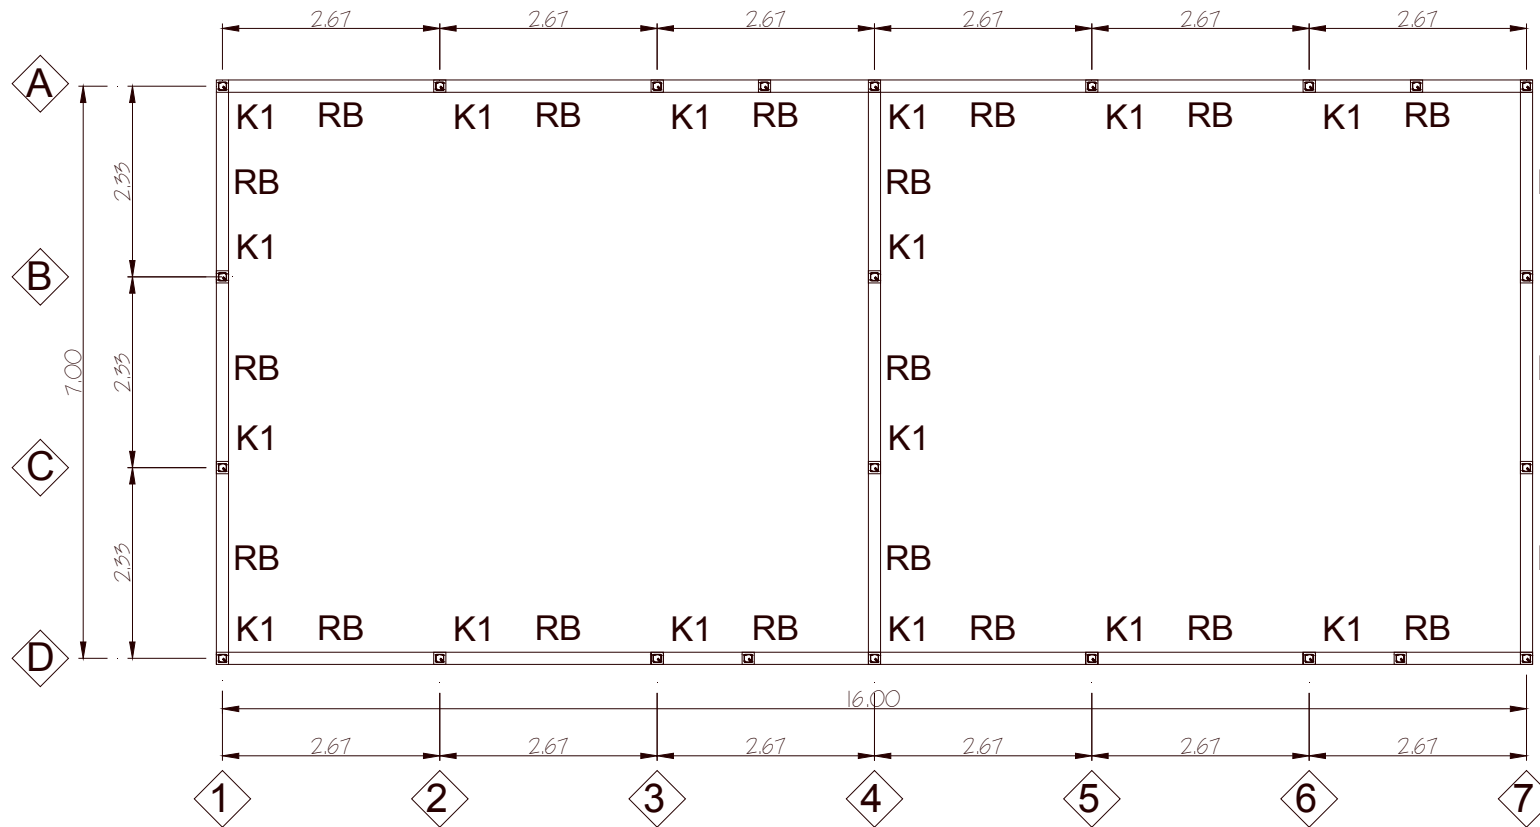 2.67 2.67 2.67 2.67 2.67 2.67
A
K1 RB K1 RB K1 RB K1 RB K1 RB K1 RB
2.33 RB RB
K1 K1
B
7.00 2.33 RB RB
K1 K1
C
2.33 RB RB
K1 RB K1 RB K1 RB K1 RB K1 RB K1 RB
D
16.00
2.67 2.67 2.67 2.67 2.67 2.67
1 2 3 4 5 6 7